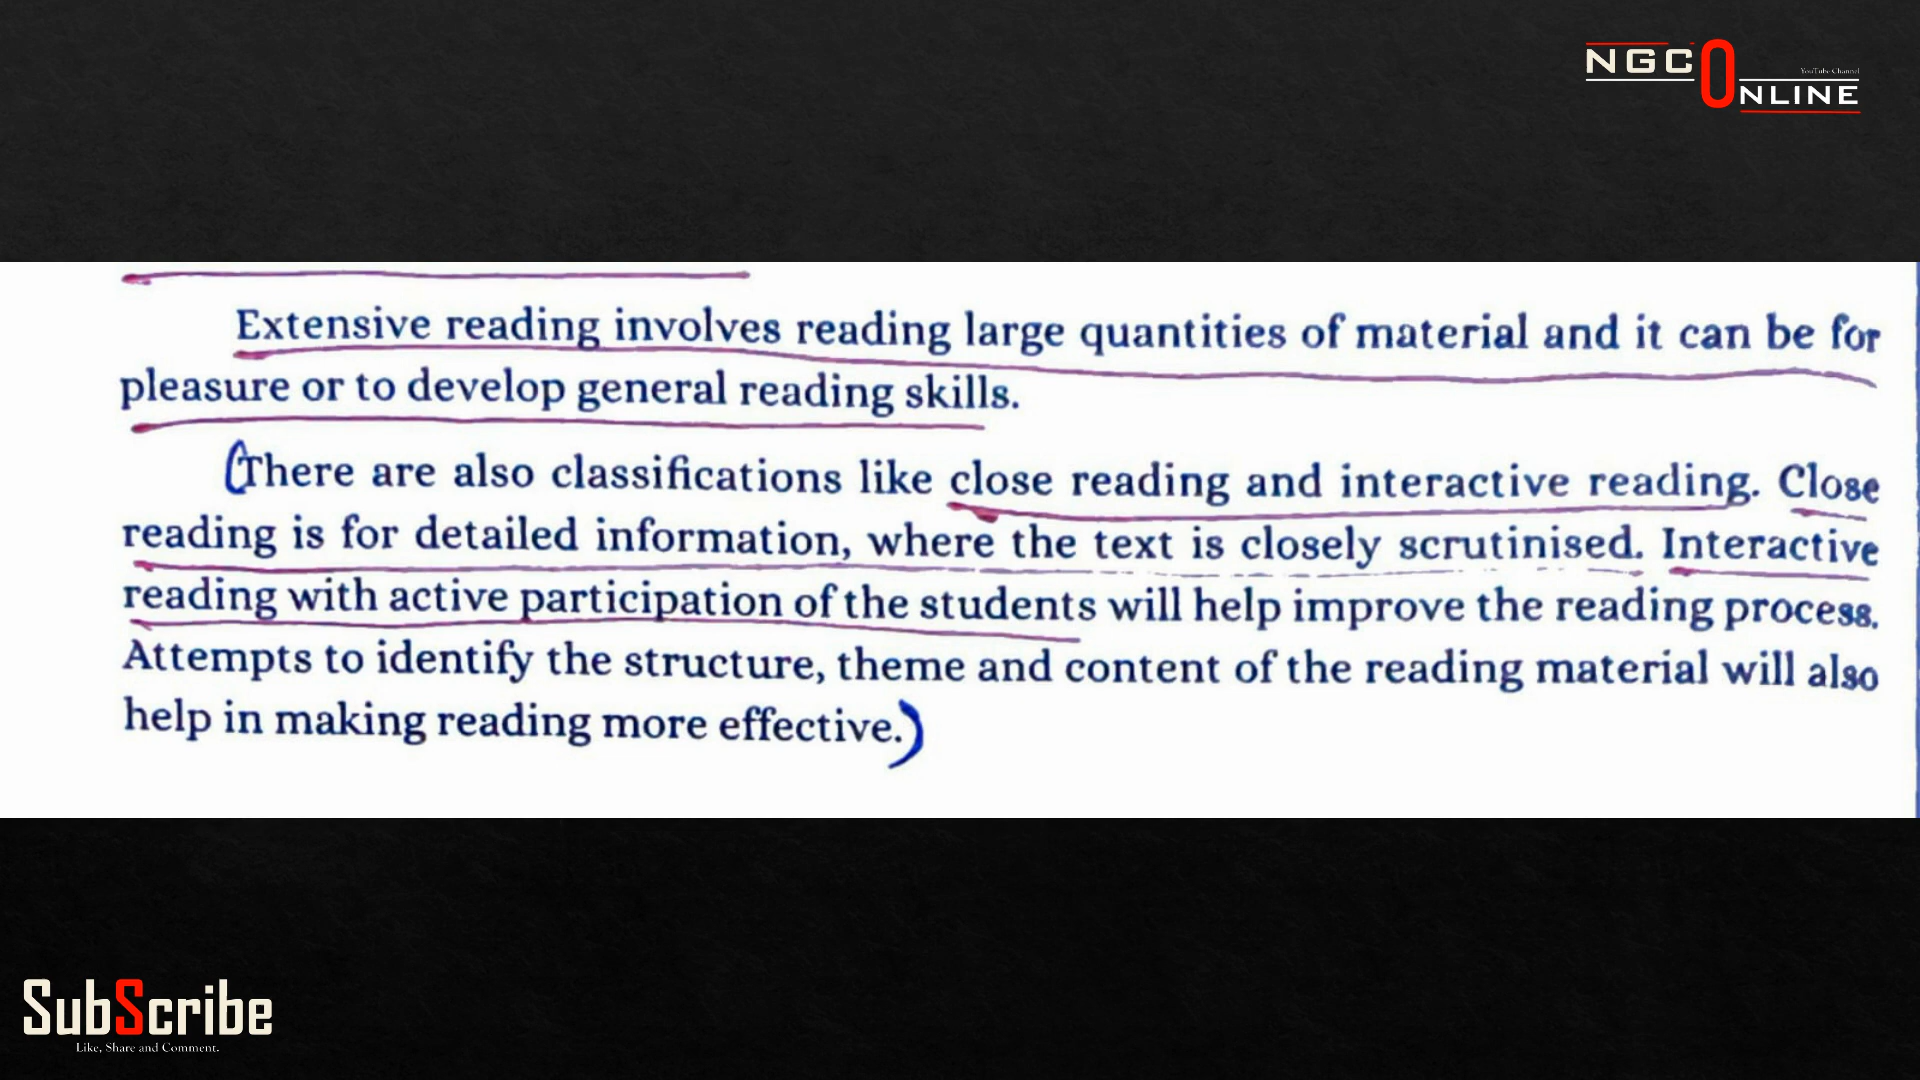 NGC ONLINE
YouTube Channel
Extensive reading involves reading large quantities of material and it can be for
pleasure or to develop general reading skills.
(There are also classifications like close reading and interactive reading. Close
reading is for detailed information, where the text is closely scrutinised. Interactive
reading with active participation of the students will help improve the reading process.
Attempts to identify the structure, theme and content of the reading material will also
help in making reading more effective.)
SubScribe
Like, Share and Comment.